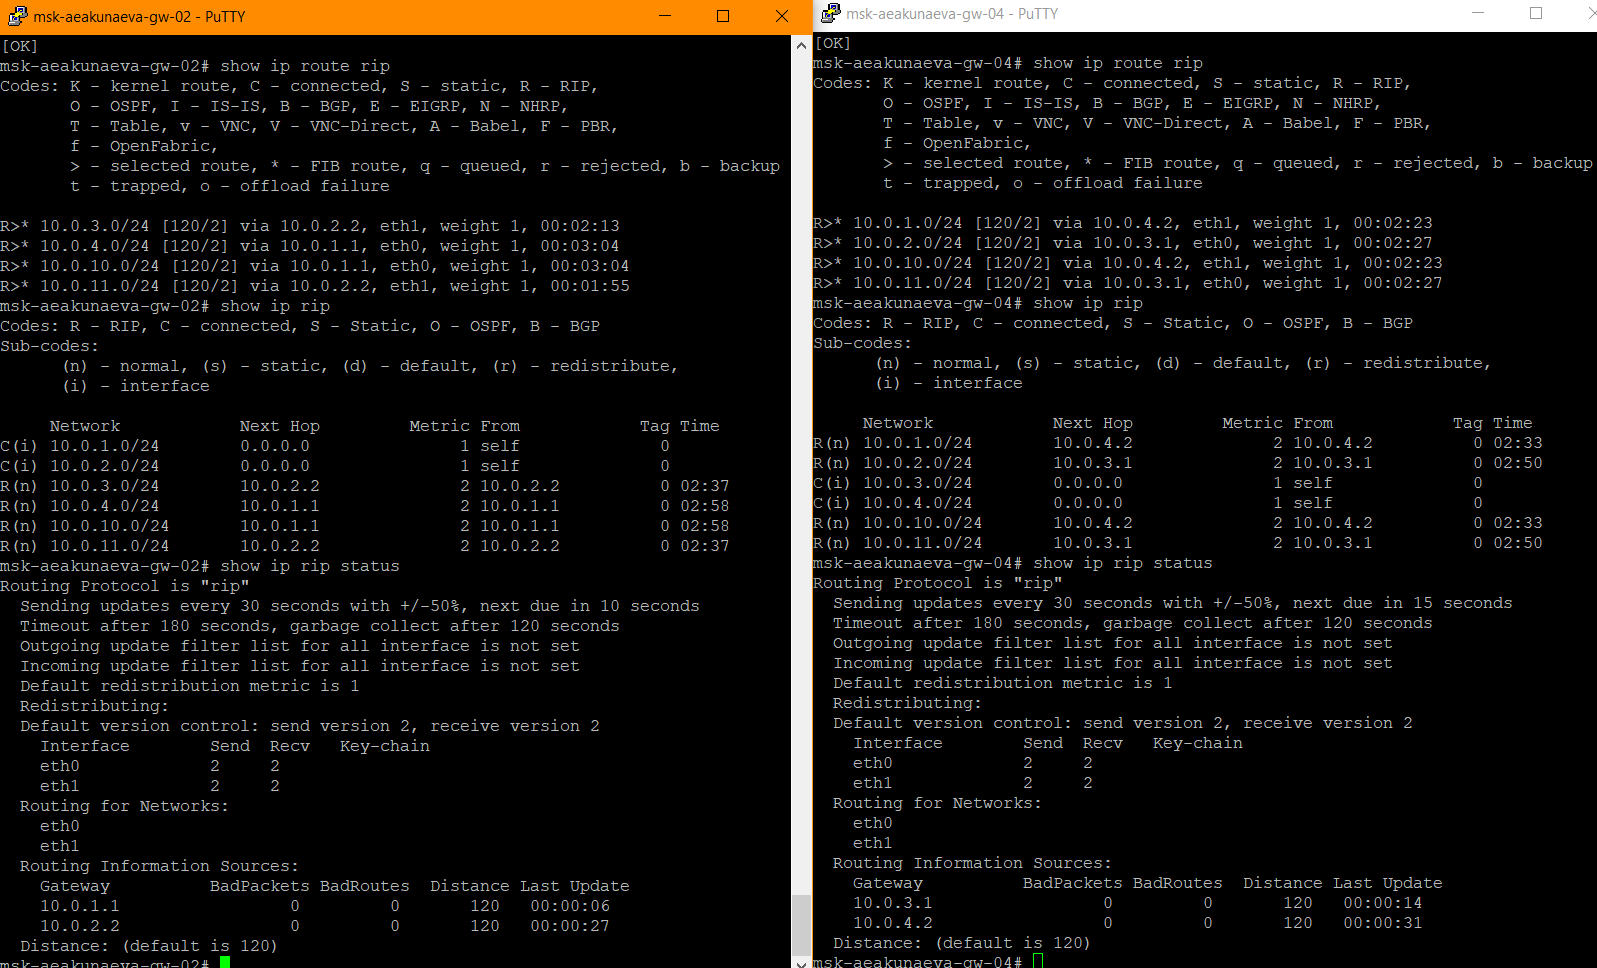 msk-aeakunaeva-gw-02 - PuTTY
[OK]
msk-aeakunaeva-gw-02# show ip route rip
Codes: K - kernel route, C - connected, S - static, R - RIP,
       O - OSPF, I - IS-IS, B - BGP, E - EIGRP, N - NHRP,
       T - Table, v - VNC, V - VNC-Direct, A - Babel, F - PBR,
       f - OpenFabric,
       > - selected route, * - FIB route, q - queued, r - rejected, b - backup
       t - trapped, o - offload failure
R>* 10.0.3.0/24 [120/2] via 10.0.2.2, eth1, weight 1, 00:02:13
R>* 10.0.4.0/24 [120/2] via 10.0.1.1, eth0, weight 1, 00:03:04
R>* 10.0.10.0/24 [120/2] via 10.0.1.1, eth0, weight 1, 00:03:04
R>* 10.0.11.0/24 [120/2] via 10.0.2.2, eth1, weight 1, 00:01:55
msk-aeakunaeva-gw-02# show ip rip
Codes: R - RIP, C - connected, S - Static, O - OSPF, B - BGP
Sub-codes:
      (n) - normal, (s) - static, (d) - default, (r) - redistribute,
      (i) - interface
     Network            Next Hop         Metric From            Tag Time
C(i) 10.0.1.0/24        0.0.0.0               1 self              0
C(i) 10.0.2.0/24        0.0.0.0               1 self              0
R(n) 10.0.3.0/24        10.0.2.2              2 10.0.2.2          0 02:37
R(n) 10.0.4.0/24        10.0.1.1              2 10.0.1.1          0 02:58
R(n) 10.0.10.0/24       10.0.1.1              2 10.0.1.1          0 02:58
R(n) 10.0.11.0/24       10.0.2.2              2 10.0.2.2          0 02:37
msk-aeakunaeva-gw-02# show ip rip status
Routing Protocol is "rip"
  Sending updates every 30 seconds with +/-50%, next due in 10 seconds
  Timeout after 180 seconds, garbage collect after 120 seconds
  Outgoing update filter list for all interface is not set
  Incoming update filter list for all interface is not set
  Default redistribution metric is 1
  Redistributing:
  Default version control: send version 2, receive version 2
    Interface        Send  Recv   Key-chain
    eth0             2     2
    eth1             2     2
  Routing for Networks:
    eth0
    eth1
  Routing Information Sources:
    Gateway          BadPackets BadRoutes  Distance Last Update
    10.0.1.1                 0         0       120   00:00:06
    10.0.2.2                 0         0       120   00:00:27
  Distance: (default is 120)
msk-aeakunaeva-gw-02#
msk-aeakunaeva-gw-04 - PuTTY
[OK]
msk-aeakunaeva-gw-04# show ip route rip
Codes: K - kernel route, C - connected, S - static, R - RIP,
       O - OSPF, I - IS-IS, B - BGP, E - EIGRP, N - NHRP,
       T - Table, v - VNC, V - VNC-Direct, A - Babel, F - PBR,
       f - OpenFabric,
       > - selected route, * - FIB route, q - queued, r - rejected, b - backup
       t - trapped, o - offload failure
R>* 10.0.1.0/24 [120/2] via 10.0.4.2, eth1, weight 1, 00:02:23
R>* 10.0.2.0/24 [120/2] via 10.0.3.1, eth0, weight 1, 00:02:27
R>* 10.0.10.0/24 [120/2] via 10.0.4.2, eth1, weight 1, 00:02:23
R>* 10.0.11.0/24 [120/2] via 10.0.3.1, eth0, weight 1, 00:02:27
msk-aeakunaeva-gw-04# show ip rip
Codes: R - RIP, C - connected, S - Static, O - OSPF, B - BGP
Sub-codes:
      (n) - normal, (s) - static, (d) - default, (r) - redistribute,
      (i) - interface
     Network            Next Hop         Metric From            Tag Time
R(n) 10.0.1.0/24        10.0.4.2              2 10.0.4.2          0 02:33
R(n) 10.0.2.0/24        10.0.3.1              2 10.0.3.1          0 02:50
C(i) 10.0.3.0/24        0.0.0.0               1 self              0
C(i) 10.0.4.0/24        0.0.0.0               1 self              0
R(n) 10.0.10.0/24       10.0.4.2              2 10.0.4.2          0 02:33
R(n) 10.0.11.0/24       10.0.3.1              2 10.0.3.1          0 02:50
msk-aeakunaeva-gw-04# show ip rip status
Routing Protocol is "rip"
  Sending updates every 30 seconds with +/-50%, next due in 15 seconds
  Timeout after 180 seconds, garbage collect after 120 seconds
  Outgoing update filter list for all interface is not set
  Incoming update filter list for all interface is not set
  Default redistribution metric is 1
  Redistributing:
  Default version control: send version 2, receive version 2
    Interface        Send  Recv   Key-chain
    eth0             2     2
    eth1             2     2
  Routing for Networks:
    eth0
    eth1
  Routing Information Sources:
    Gateway          BadPackets BadRoutes  Distance Last Update
    10.0.3.1                 0         0       120   00:00:14
    10.0.4.2                 0         0       120   00:00:31
  Distance: (default is 120)
msk-aeakunaeva-gw-04#